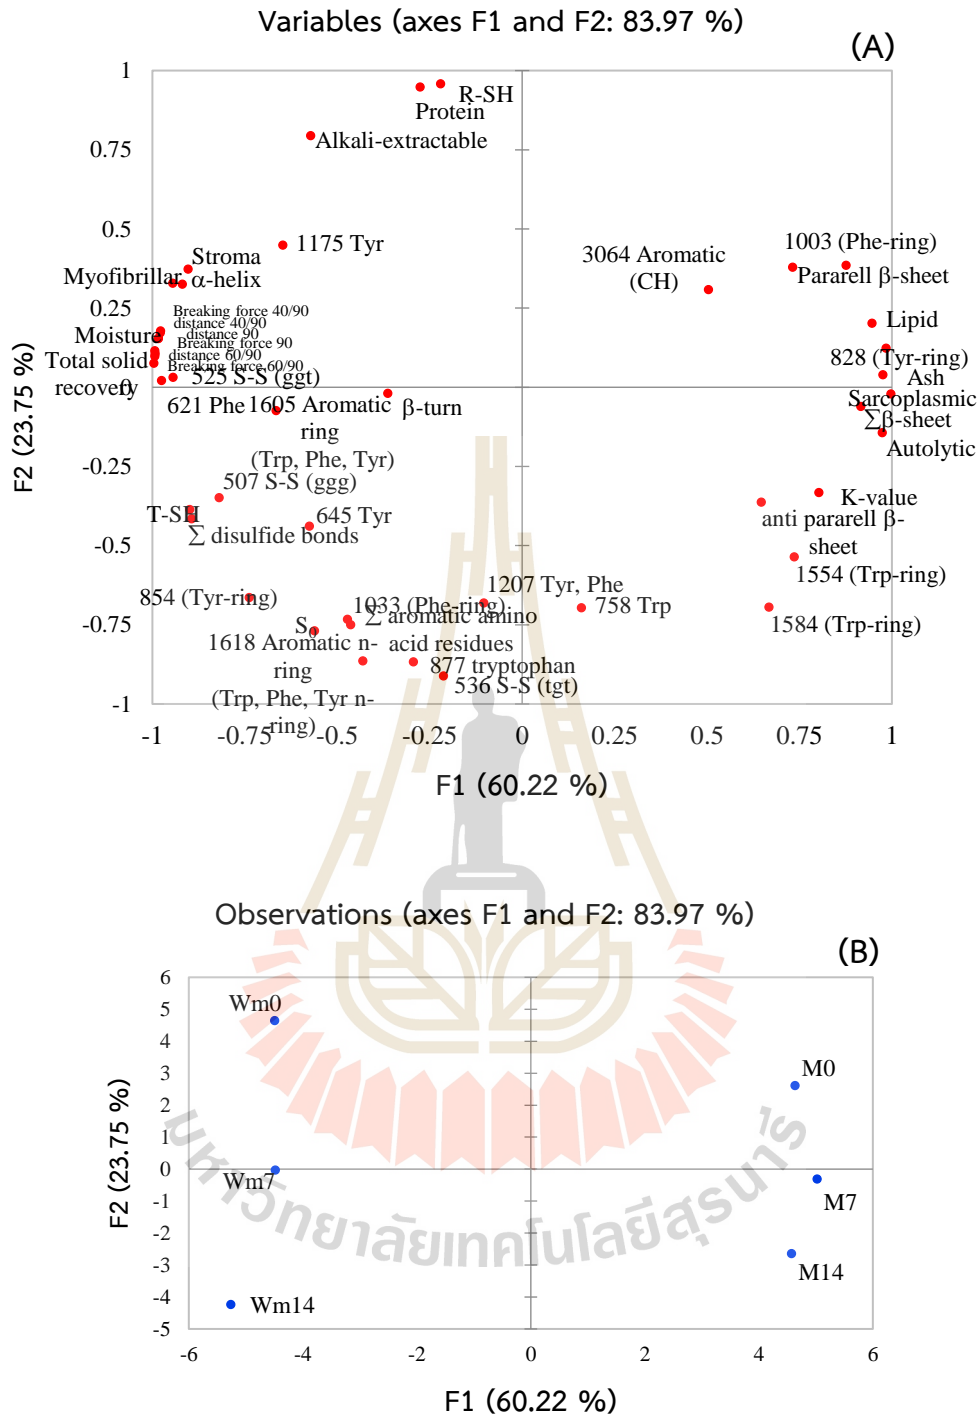 Variables (axes F1 and F2: 83.97 %)
(A)
1
R-SH
Protein
Alkali-extractable
0.75
0.5
1175 Tyr
Stroma
Myofibrillar α-helix
3064 Aromatic
(CH)
1003 (Phe-ring)
Pararell β-sheet
0.25
Breaking force 40/90
distance 40/90
Moisture distance 90
Breaking force 90
Total solid distance 60/90
recovery Breaking force 60/90
525 S-S (ggt)
Lipid
828 (Tyr-ring)
Ash
0
Sarcoplasmic
∑β-sheet
Autolytic
621 Phe 1605 Aromatic
ring
(Trp, Phe, Tyr)
β-turn
F2 (23.75 %)
-0.25
507 S-S (ggg)
T-SH
∑ disulfide bonds
645 Tyr
K-value
anti pararell β-
sheet
-0.5
1554 (Trp-ring)
854 (Tyr-ring)
1207 Tyr, Phe
1033 (Phe-ring)
758 Trp
1584 (Trp-ring)
-0.75
S₀
∑ aromatic amino
acid residues
1618 Aromatic n-
ring
(Trp, Phe, Tyr n-
ring)
877 tryptophan
536 S-S (tgt)
-1
-1 -0.75 -0.5 -0.25 0 0.25 0.5 0.75 1
F1 (60.22 %)
Observations (axes F1 and F2: 83.97 %)
(B)
6
5
4
3
2
1
0
-1
-2
-3
-4
-5
F2 (23.75 %)
Wm0
M0
Wm7
M7
M14
Wm14
-6 -4 -2 0 2 4 6
F1 (60.22 %)
มหาวิทยาลัยเทคโนโลยีสุรนารี